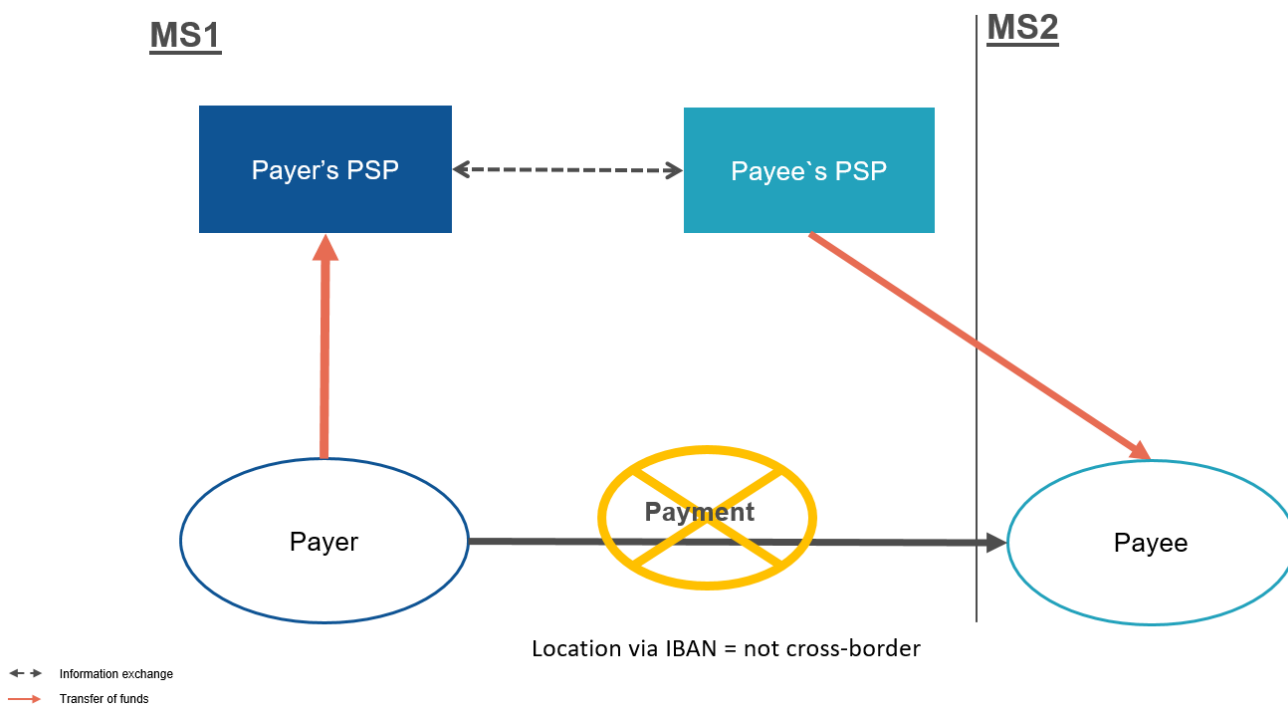 MS1
MS2
Payer's PSP
Payee`s PSP
Payment
Payer
Payee
Location via IBAN = not cross-border
Information exchange
Transfer of funds